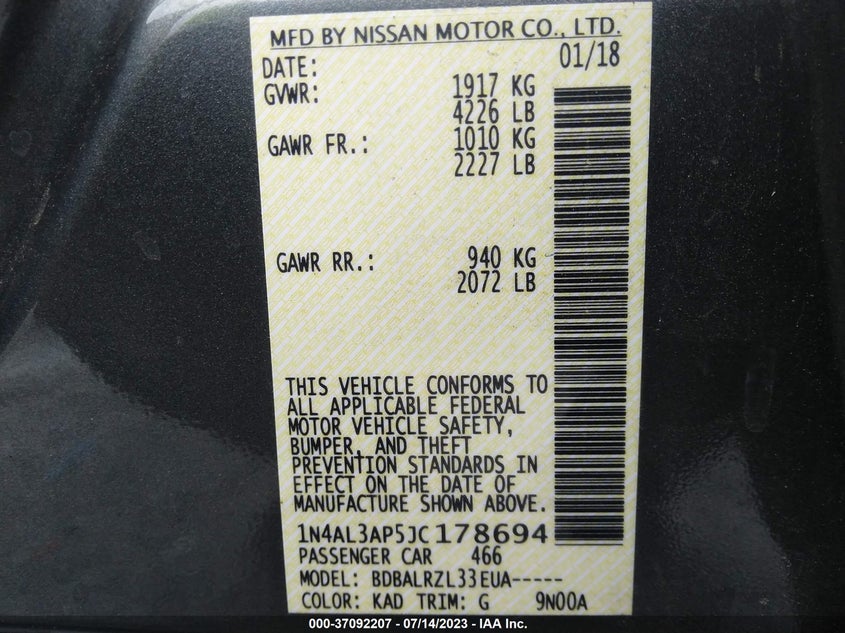 MFD BY NISSAN MOTOR CO., LTD.
DATE: 01/18
GVWR: 1917 KG
4226 LB
GAWR FR.: 1010 KG
2227 LB
GAWR RR.: 940 KG
2072 LB
THIS VEHICLE CONFORMS TO
ALL APPLICABLE FEDERAL
MOTOR VEHICLE SAFETY,
BUMPER, AND THEFT
PREVENTION STANDARDS IN
EFFECT ON THE DATE OF
MANUFACTURE SHOWN ABOVE.
1N4AL3AP5JC178694
PASSENGER CAR 466
MODEL: BDBALRZL33EUA-----
COLOR: KAD TRIM: G 9N00A
000-37092207 - 07/14/2023 - IAA Inc.